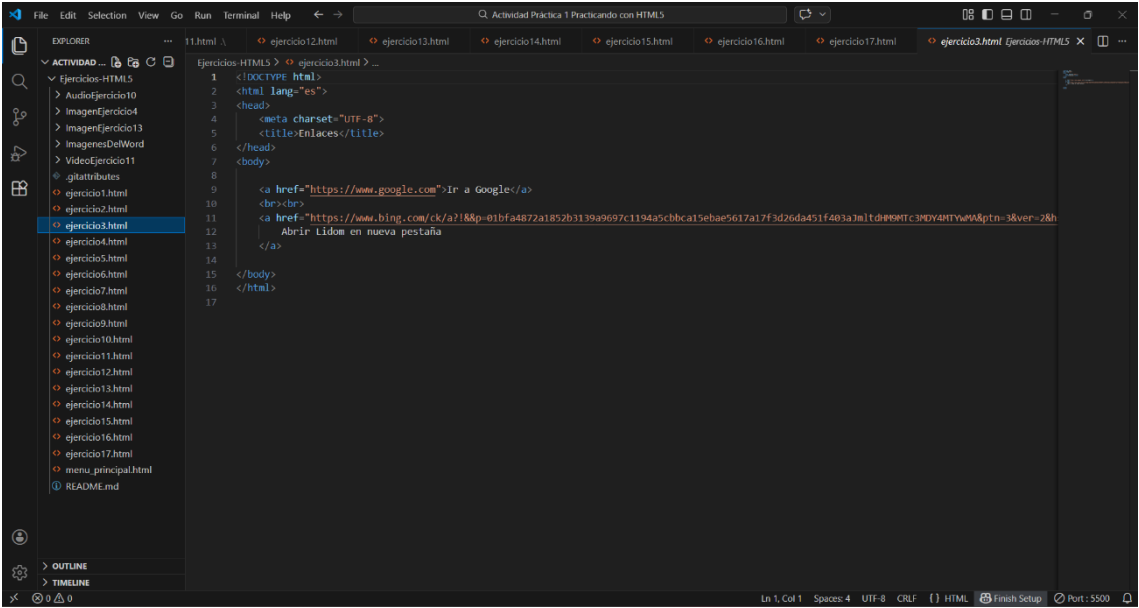 File Edit Selection View Go Run Terminal Help
Actividad Práctica 1 Practicando con HTML5
EXPLORER
11.html
ejercicio12.html
ejercicio13.html
ejercicio14.html
ejercicio15.html
ejercicio16.html
ejercicio17.html
ejercicio3.html Ejercicios-HTML5
ACTIVIDAD ...
Ejercicios-HTML5
AudioEjercicio10
ImagenEjercicio4
ImagenEjercicio13
ImagenesDelWord
VideoEjercicio11
.gitattributes
ejercicio1.html
ejercicio2.html
ejercicio3.html
ejercicio4.html
ejercicio5.html
ejercicio6.html
ejercicio7.html
ejercicio8.html
ejercicio9.html
ejercicio10.html
ejercicio11.html
ejercicio12.html
ejercicio13.html
ejercicio14.html
ejercicio15.html
ejercicio16.html
ejercicio17.html
menu_principal.html
README.md
OUTLINE
TIMELINE
Ejercicios-HTML5 > ejercicio3.html > ...
1 <!DOCTYPE html>
2 <html lang="es">
3 <head>
4 <meta charset="UTF-8">
5 <title>Enlaces</title>
6 </head>
7 <body>
8
9 <a href="https://www.google.com">Ir a Google</a>
10 <br><br>
11 <a href="https://www.bing.com/ck/a?!&&p=01bfa4872a1852b3139a9697c1194a5cbbca15ebae5617a17f3d26da451f403aJmltdHM9MTc3MDY4MTYwMA&ptn=3&ver=2&h
12 Abrir Lidom en nueva pestaña
13 </a>
14
15 </body>
16 </html>
17
0 0
Ln 1, Col 1 Spaces: 4 UTF-8 CRLF {} HTML Finish Setup Port : 5500